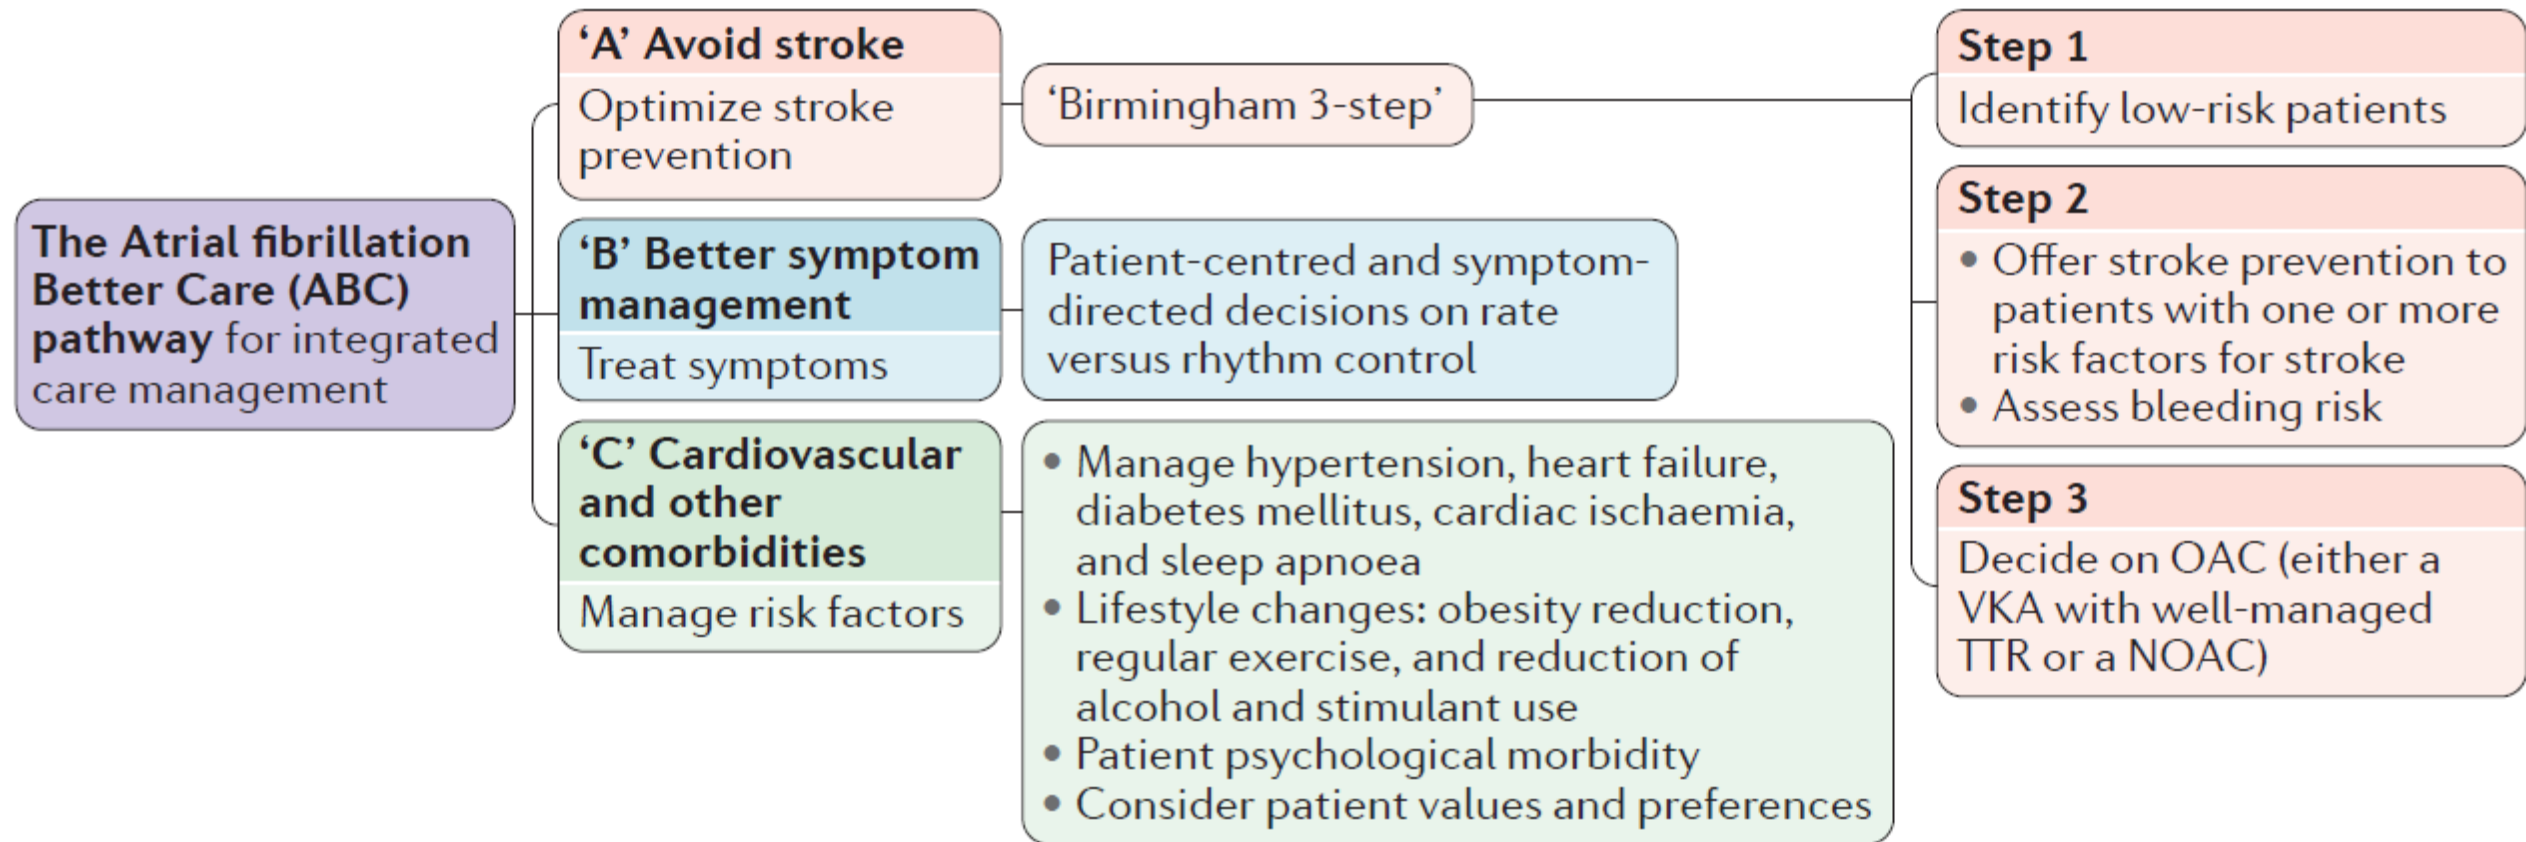 The Atrial fibrillation
Better Care (ABC)
pathway for integrated
care management
‘A’ Avoid stroke
Optimize stroke
prevention
‘Birmingham 3-step’
Step 1
Identify low-risk patients
Step 2
• Offer stroke prevention to
patients with one or more
risk factors for stroke
• Assess bleeding risk
Step 3
Decide on OAC (either a
VKA with well-managed
TTR or a NOAC)
‘B’ Better symptom
management
Treat symptoms
Patient-centred and symptom-
directed decisions on rate
versus rhythm control
‘C’ Cardiovascular
and other
comorbidities
Manage risk factors
• Manage hypertension, heart failure,
diabetes mellitus, cardiac ischaemia,
and sleep apnoea
• Lifestyle changes: obesity reduction,
regular exercise, and reduction of
alcohol and stimulant use
• Patient psychological morbidity
• Consider patient values and preferences